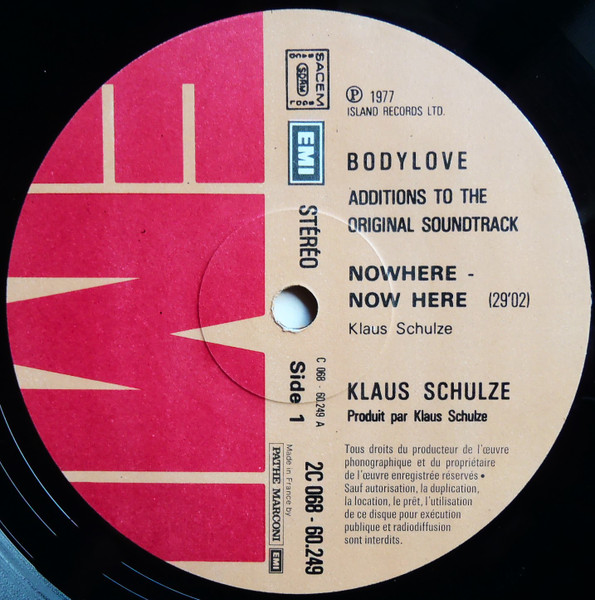 SACEM
SDRM
EMI
STÉRÉO
C 068 - 60.249 A
Side 1
2C 068 - 60.249
Made in France by
PATHE MARCONI EMI
℗ 1977
ISLAND RECORDS LTD.
BODYLOVE
ADDITIONS TO THE
ORIGINAL SOUNDTRACK
NOWHERE -
NOW HERE (29'02)
Klaus Schulze
KLAUS SCHULZE
Produit par Klaus Schulze
Tous droits du producteur de l'œuvre
phonographique et du propriétaire
de l'œuvre enregistrée réservés •
Sauf autorisation, la duplication,
la location, le prêt, l'utilisation
de ce disque pour exécution
publique et radiodiffusion
sont interdits.
EMI